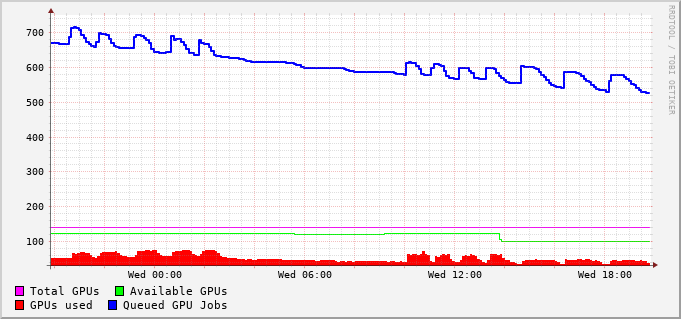 RRDTOOL / TOBI OETIKER
700
600
500
400
300
200
100
Wed 00:00 Wed 06:00 Wed 12:00 Wed 18:00
Total GPUs Available GPUs
GPUs used Queued GPU Jobs